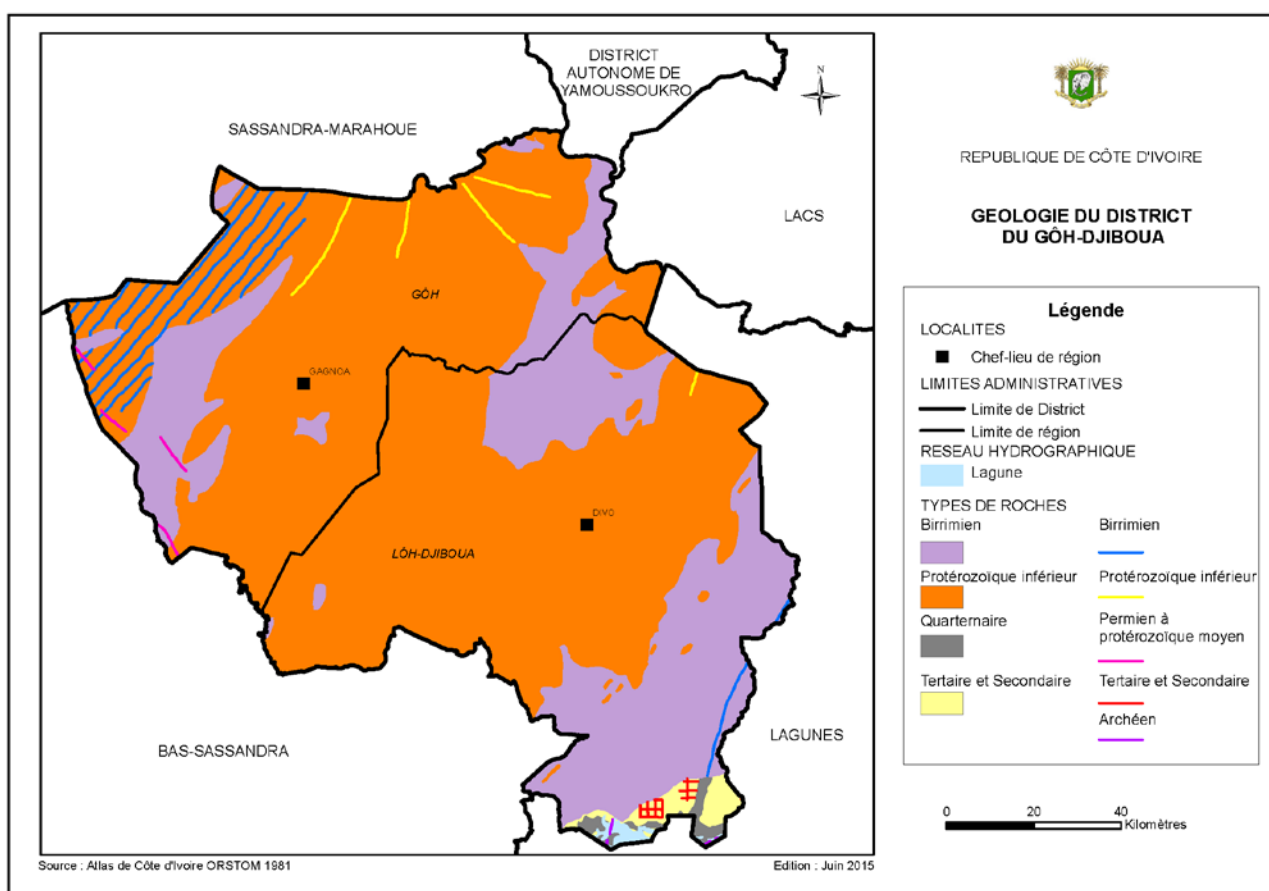 DISTRICT
AUTONOME DE
YAMOUSSOUKRO
N
SASSANDRA-MARAHOUE
LACS
GÔH
GAGNOA
DIVO
LÔH-DJIBOUA
BAS-SASSANDRA
LAGUNES
Source : Allas de Côte d'Ivoire ORSTOM 1981
Edition : Juin 2015
REPUBLIQUE DE CÔTE D'IVOIRE
GEOLOGIE DU DISTRICT
DU GÔH-DJIBOUA
Légende
LOCALITES
Chef-lieu de région
LIMITES ADMINISTRATIVES
Limite de District
Limite de région
RESEAU HYDROGRAPHIQUE
Lagune
TYPES DE ROCHES
Birrimien
Protérozoïque inférieur
Quarternaire
Tertaire et Secondaire
Birrimien
Protérozoïque inférieur
Permien à
protérozoïque moyen
Tertaire et Secondaire
Archéen
0 20 40
Kilomètres